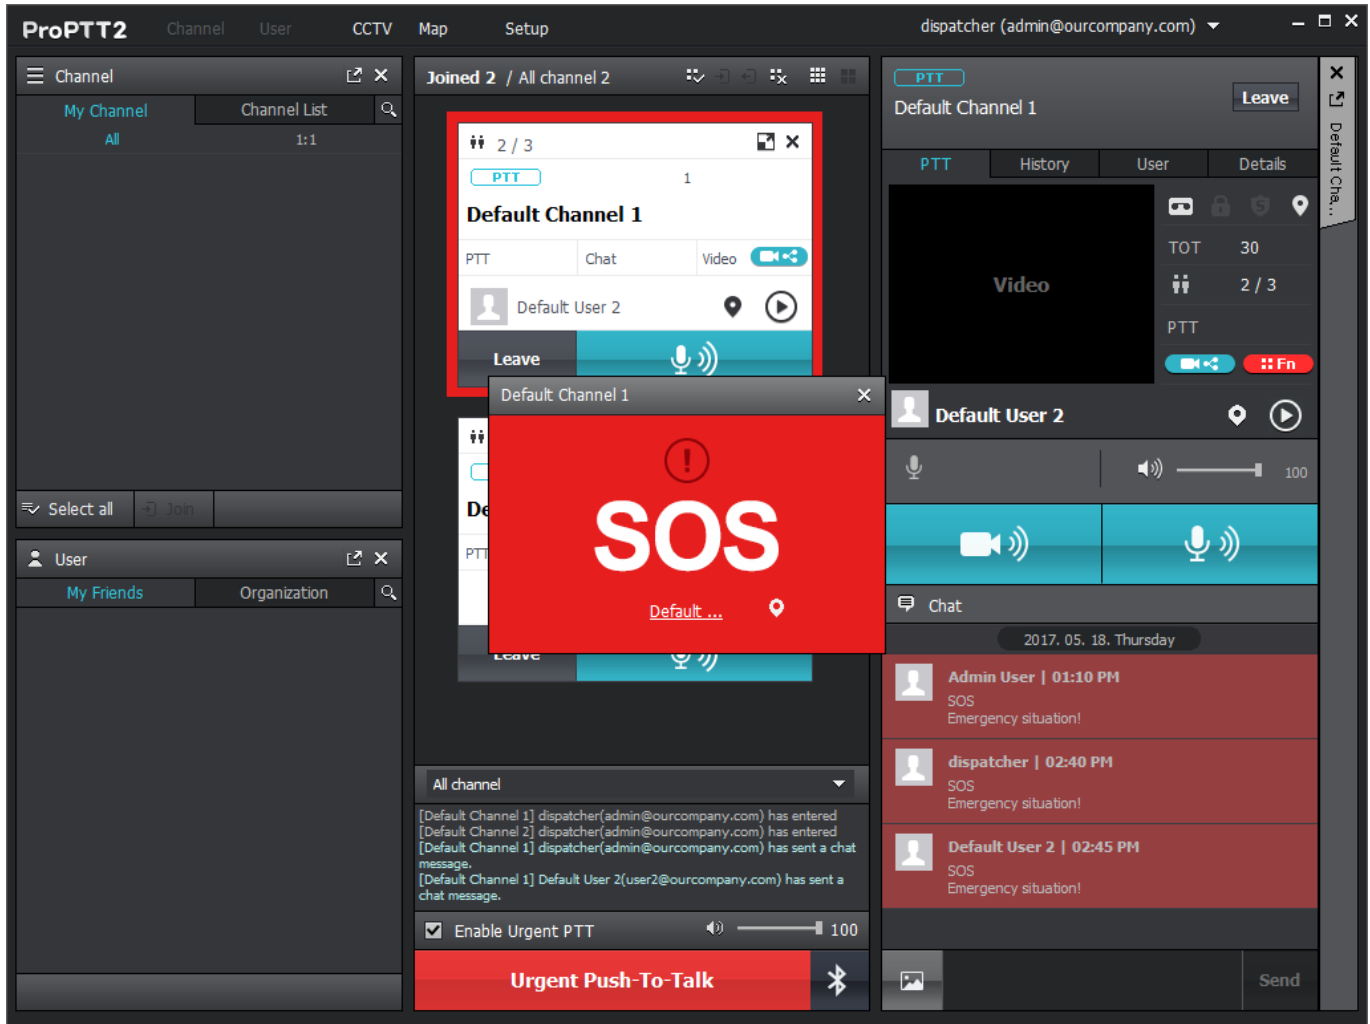 ProPTT2
Channel
User
CCTV
Map
Setup
dispatcher (admin@ourcompany.com)
Channel
My Channel
Channel List
All
1:1
Select all
Join
User
My Friends
Organization
Joined 2 / All channel 2
2 / 3
PTT
1
Default Channel 1
PTT
Chat
Video
Default User 2
Leave
De
PTT
Leave
Default Channel 1
!
SOS
Default ...
All channel
[Default Channel 1] dispatcher(admin@ourcompany.com) has entered
[Default Channel 2] dispatcher(admin@ourcompany.com) has entered
[Default Channel 1] dispatcher(admin@ourcompany.com) has sent a chat
message.
[Default Channel 1] Default User 2(user2@ourcompany.com) has sent a
chat message.
Enable Urgent PTT
100
Urgent Push-To-Talk
PTT
Default Channel 1
Leave
PTT
History
User
Details
Video
TOT 30
2 / 3
PTT
Fn
Default User 2
100
Chat
2017. 05. 18. Thursday
Admin User | 01:10 PM
SOS
Emergency situation!
dispatcher | 02:40 PM
SOS
Emergency situation!
Default User 2 | 02:45 PM
SOS
Emergency situation!
Send
Default Cha...